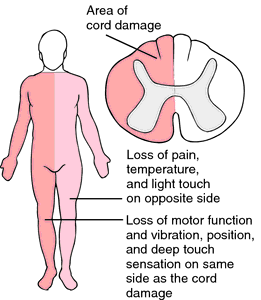 Area of
cord damage
Loss of pain,
temperature,
and light touch
on opposite side
Loss of motor function
and vibration, position,
and deep touch
sensation on same
side as the cord
damage